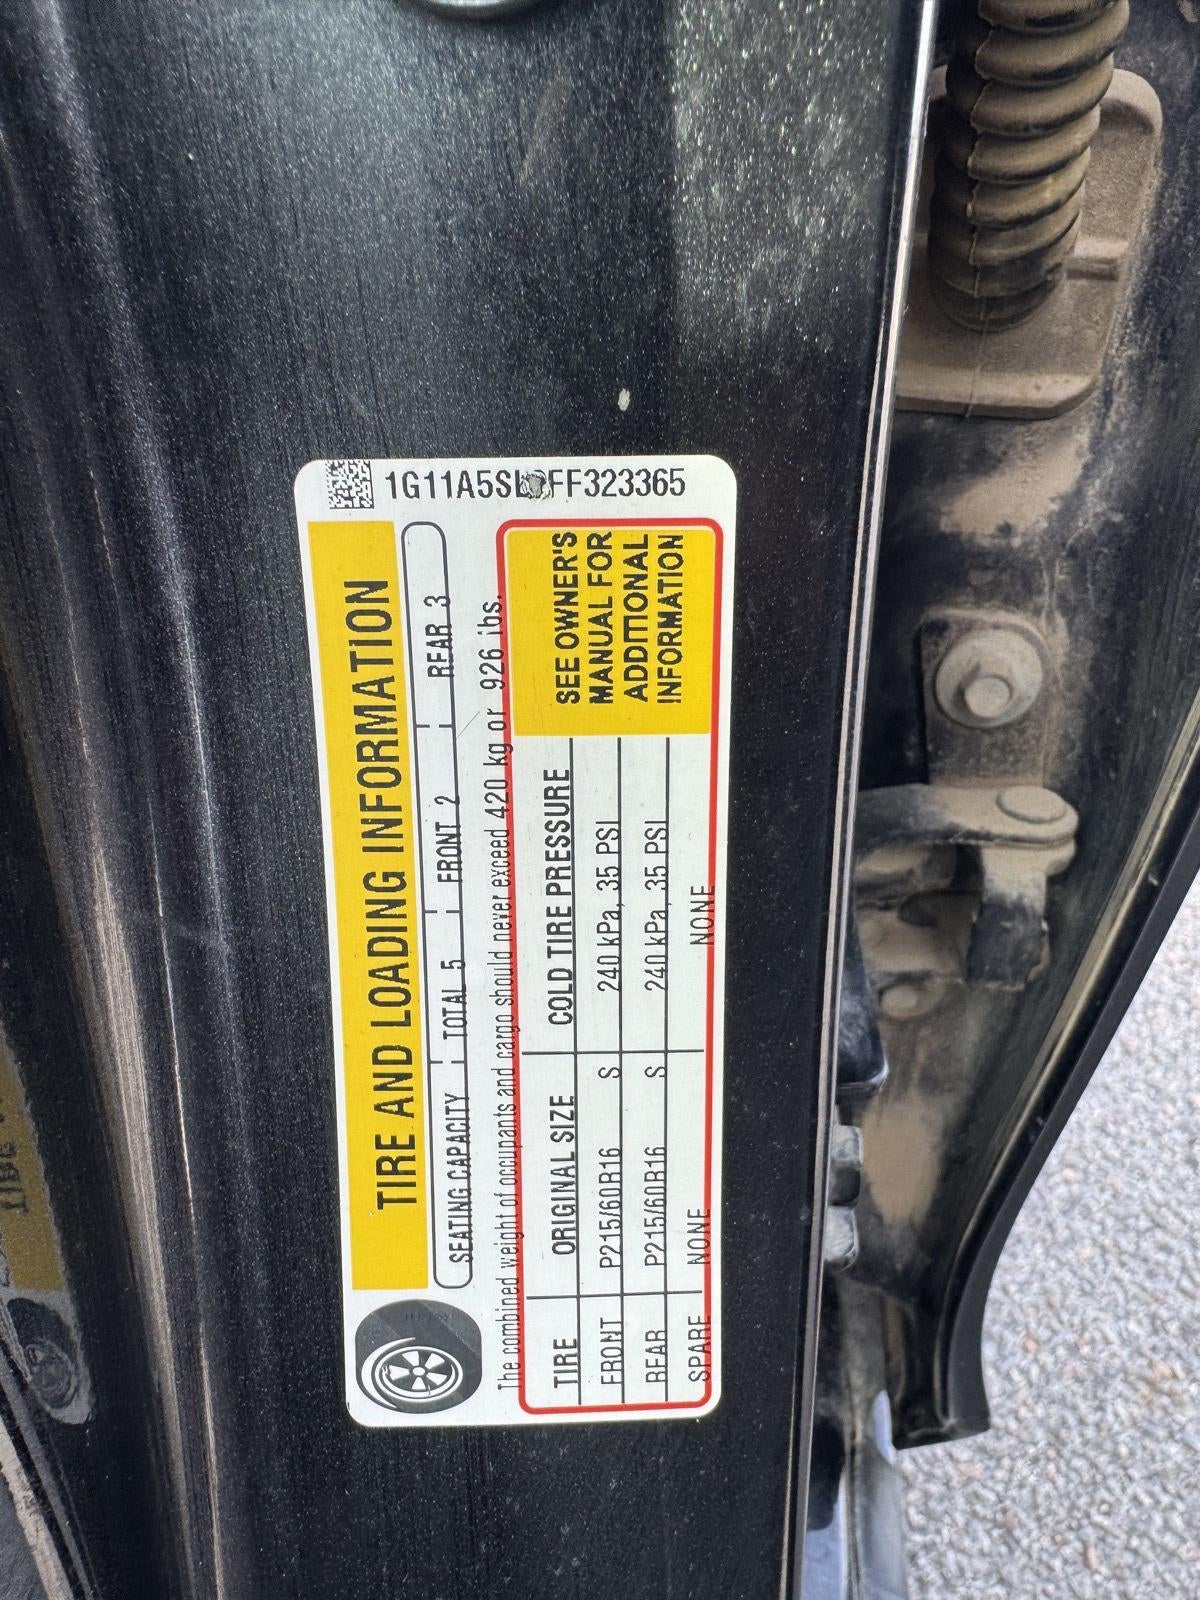 TIRE AND LOADING INFORMATION
SEATING CAPACITY TOTAL 5 FRONT 2 REAR 3
The combined weight of occupants and cargo should never exceed 420 kg or 926 lbs.
TIRE ORIGINAL SIZE COLD TIRE PRESSURE
FRONT P215/60R16 S 240 kPa, 35 PSI
REAR P215/60R16 S 240 kPa, 35 PSI
SPARE NONE NONE
SEE OWNER'S
MANUAL FOR
ADDITIONAL
INFORMATION